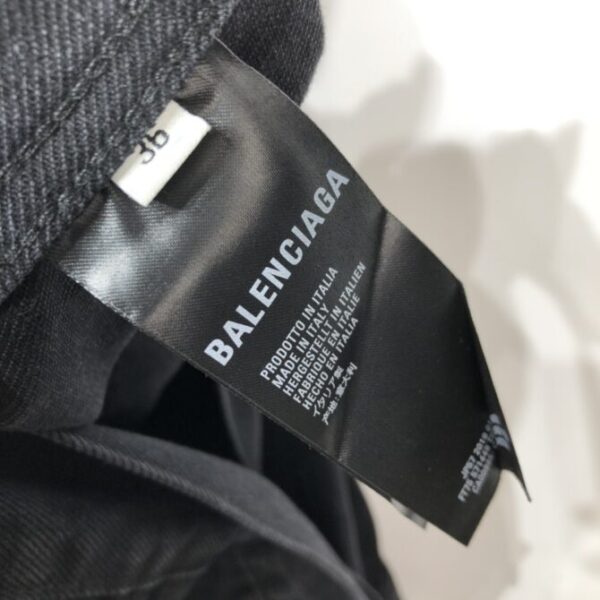 36
BALENCIAGA
PRODOTTO IN ITALIA
MADE IN ITALY
HERGESTELLT IN ITALIEN
FABRIQUE EN ITALIE
HECHO EN ITALIA
イタリア製
产地:意大利